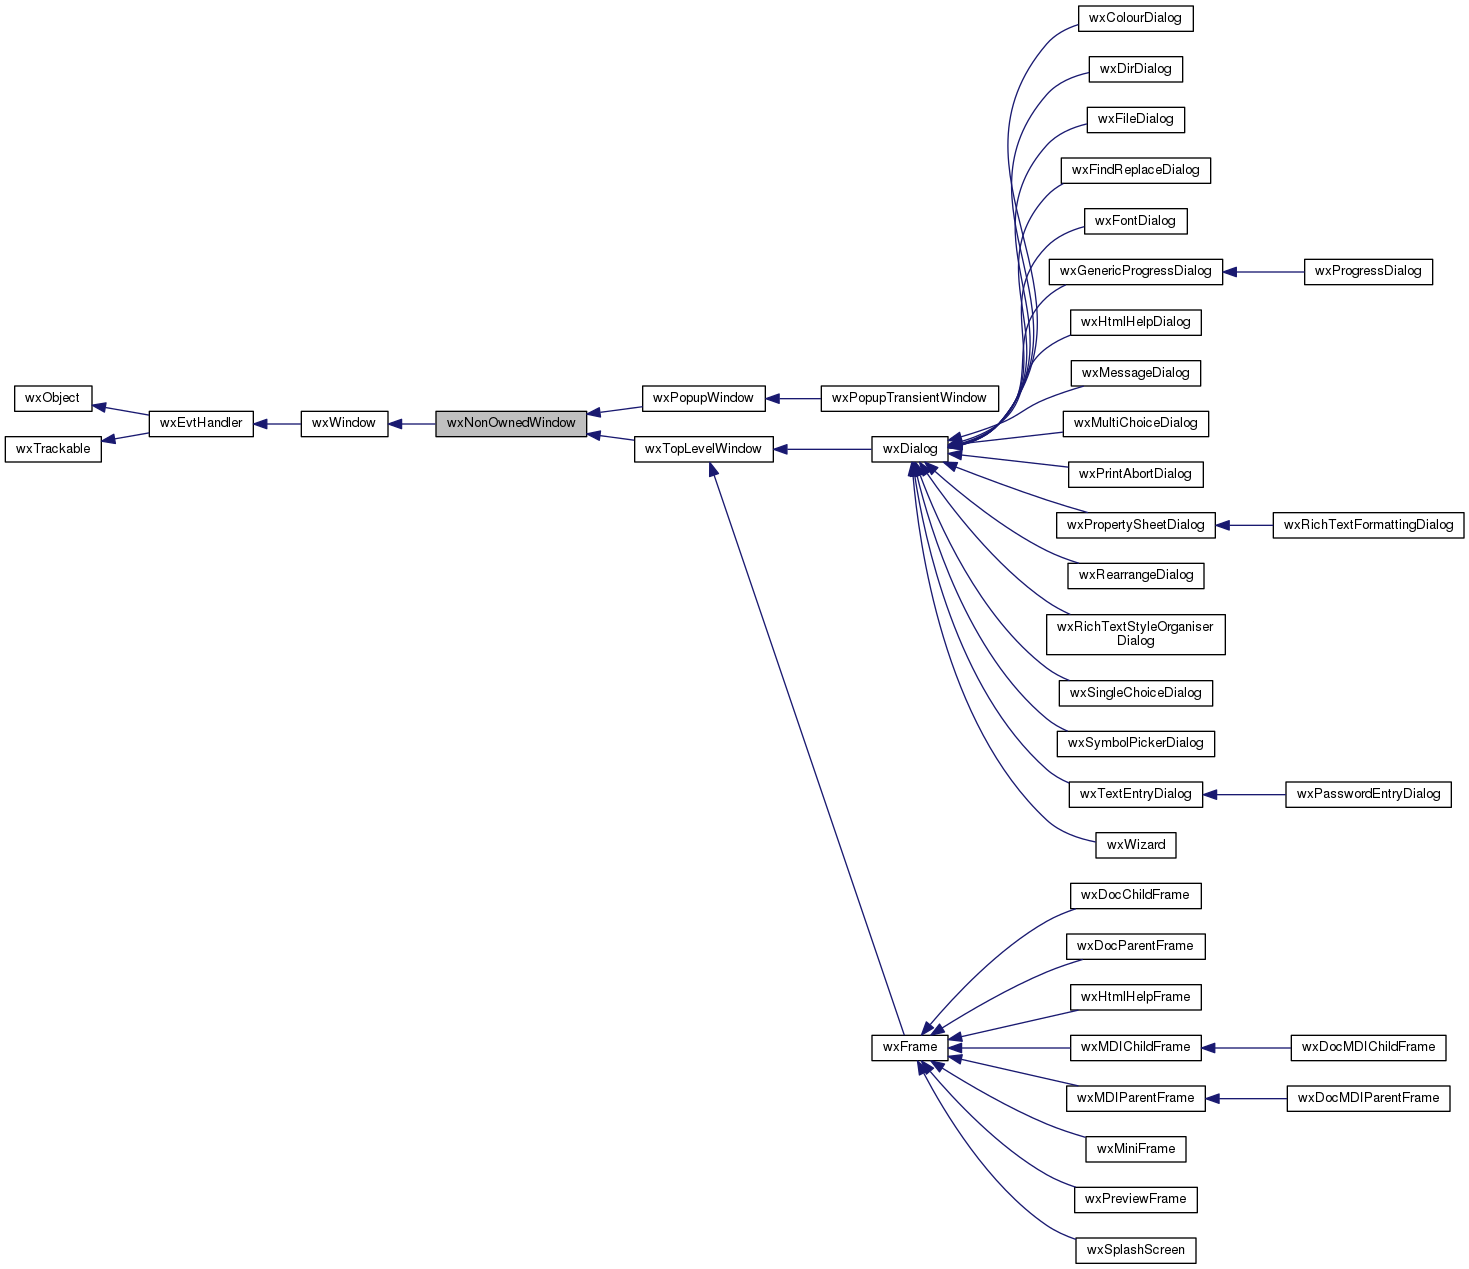 wxColourDialog
wxDirDialog
wxFileDialog
wxFindReplaceDialog
wxFontDialog
wxGenericProgressDialog
wxProgressDialog
wxHtmlHelpDialog
wxObject
wxTrackable
wxEvtHandler
wxWindow
wxNonOwnedWindow
wxPopupWindow
wxPopupTransientWindow
wxTopLevelWindow
wxDialog
wxMessageDialog
wxMultiChoiceDialog
wxPrintAbortDialog
wxPropertySheetDialog
wxRichTextFormattingDialog
wxRearrangeDialog
wxRichTextStyleOrganiser
Dialog
wxSingleChoiceDialog
wxSymbolPickerDialog
wxTextEntryDialog
wxPasswordEntryDialog
wxWizard
wxDocChildFrame
wxDocParentFrame
wxHtmlHelpFrame
wxFrame
wxMDIChildFrame
wxDocMDIChildFrame
wxMDIParentFrame
wxDocMDIParentFrame
wxMiniFrame
wxPreviewFrame
wxSplashScreen